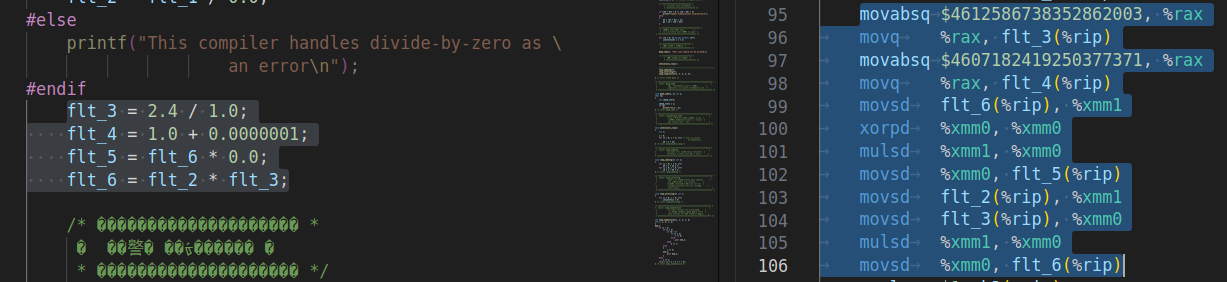 #else
printf("This compiler handles divide-by-zero as \
an error\n");
#endif
flt_3 = 2.4 / 1.0;
flt_4 = 1.0 + 0.0000001;
flt_5 = flt_6 * 0.0;
flt_6 = flt_2 * flt_3;
/* ������������������������� *
* ������������������������� */
95 movabsq $4612586738352862003, %rax
96 movq %rax, flt_3(%rip)
97 movabsq $4607182419250377371, %rax
98 movq %rax, flt_4(%rip)
99 movsd flt_6(%rip), %xmm1
100 xorpd %xmm0, %xmm0
101 mulsd %xmm1, %xmm0
102 movsd %xmm0, flt_5(%rip)
103 movsd flt_2(%rip), %xmm1
104 movsd flt_3(%rip), %xmm0
105 mulsd %xmm1, %xmm0
106 movsd %xmm0, flt_6(%rip)